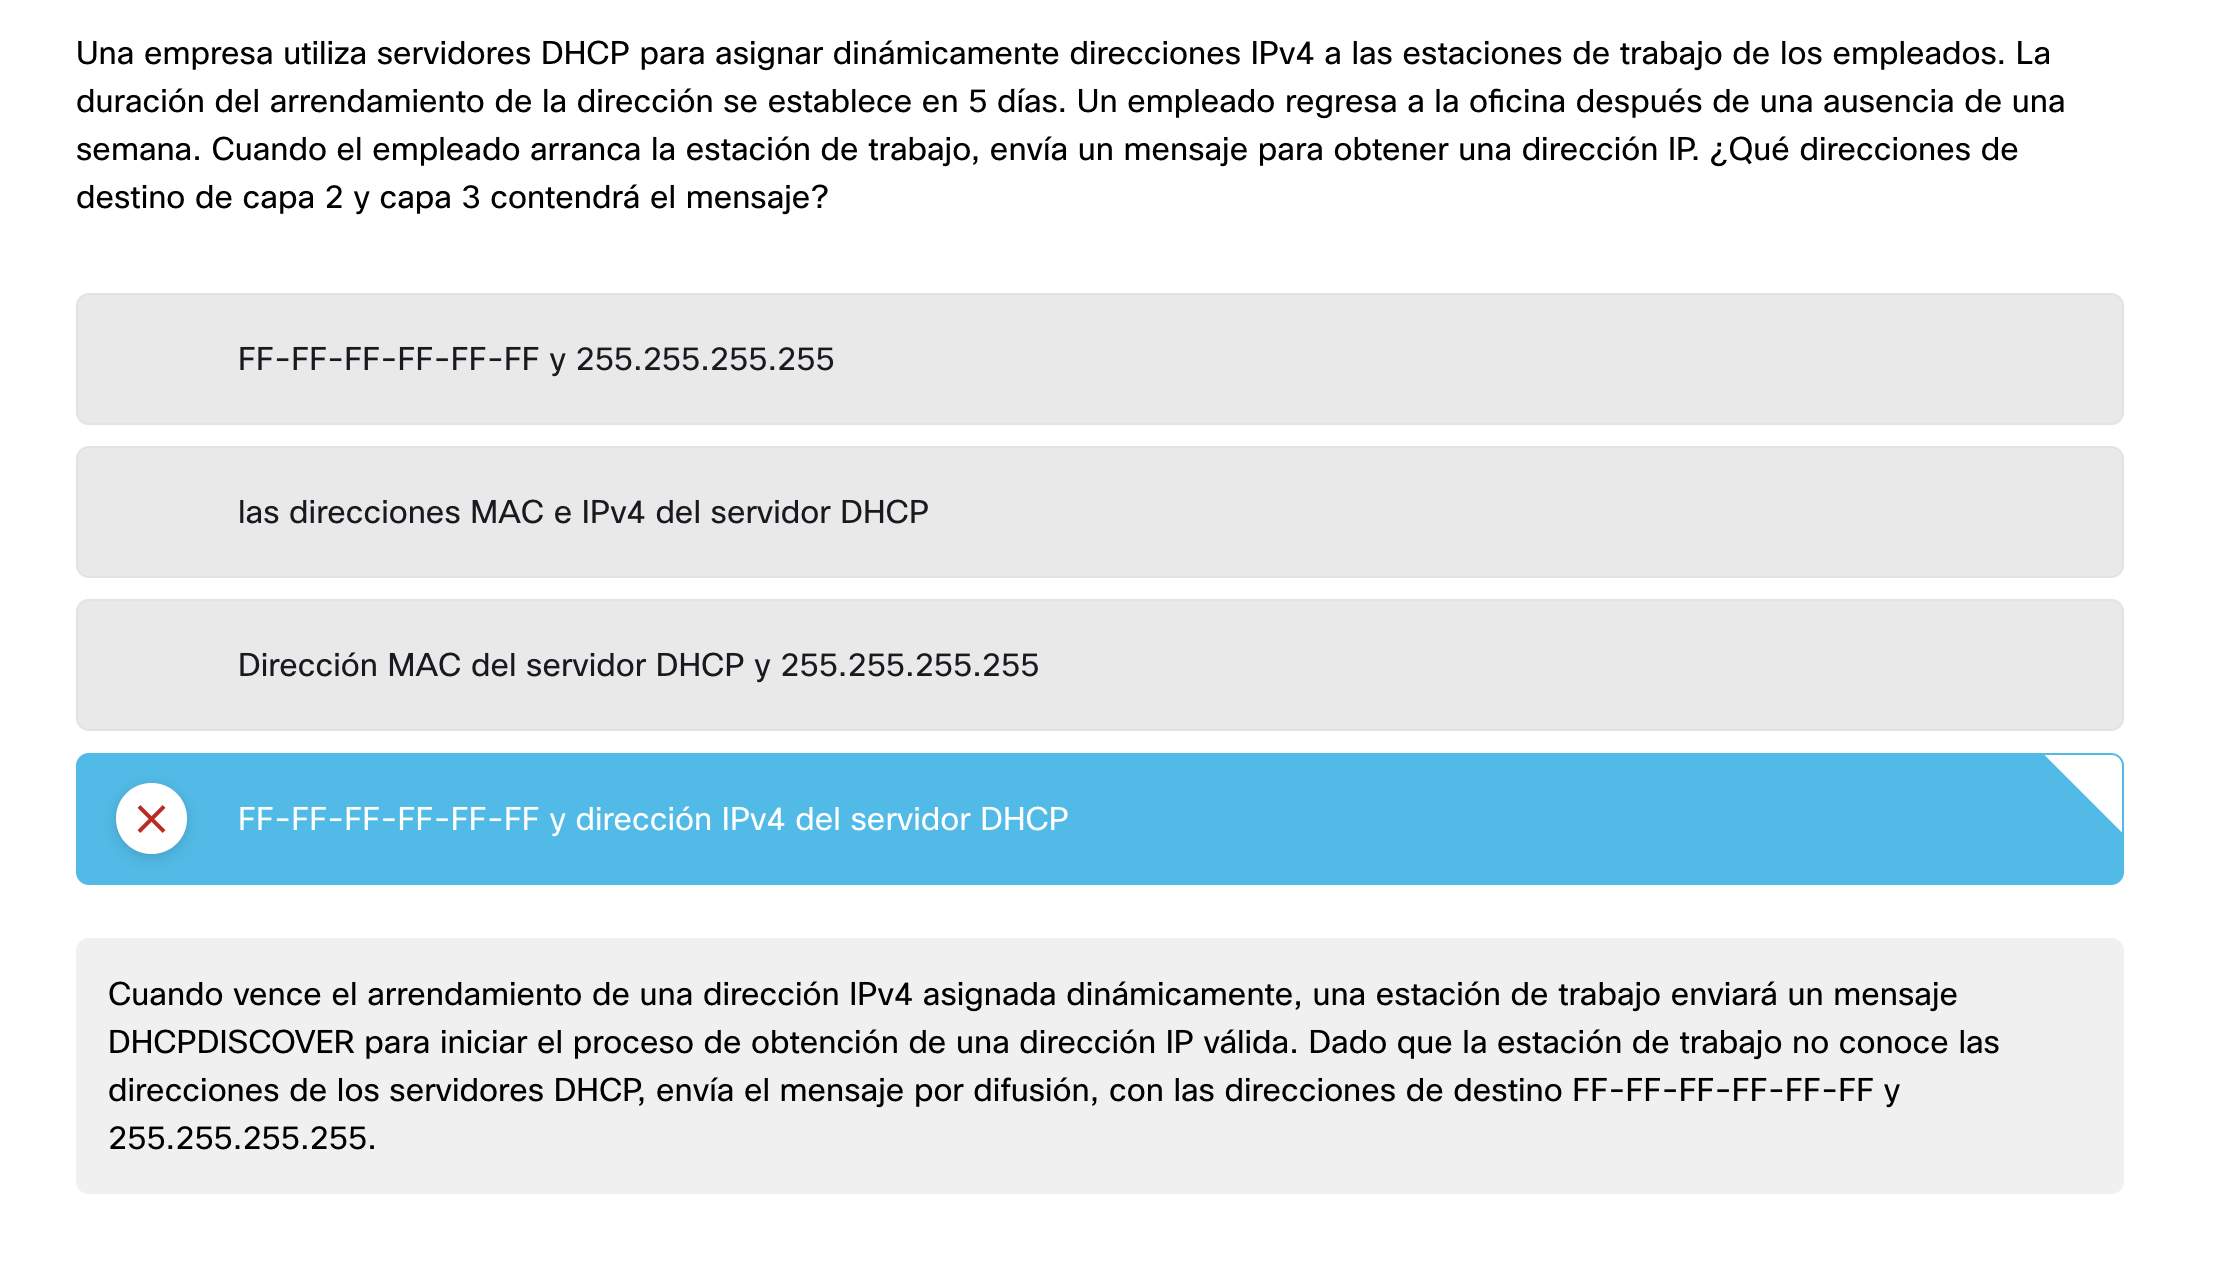 Una empresa utiliza servidores DHCP para asignar dinámicamente direcciones IPv4 a las estaciones de trabajo de los empleados. La
duración del arrendamiento de la dirección se establece en 5 días. Un empleado regresa a la oficina después de una ausencia de una
semana. Cuando el empleado arranca la estación de trabajo, envía un mensaje para obtener una dirección IP. ¿Qué direcciones de
destino de capa 2 y capa 3 contendrá el mensaje?
FF-FF-FF-FF-FF-FF y 255.255.255.255
las direcciones MAC e IPv4 del servidor DHCP
Dirección MAC del servidor DHCP y 255.255.255.255
FF-FF-FF-FF-FF-FF y dirección IPv4 del servidor DHCP
Cuando vence el arrendamiento de una dirección IPv4 asignada dinámicamente, una estación de trabajo enviará un mensaje
DHCPDISCOVER para iniciar el proceso de obtención de una dirección IP válida. Dado que la estación de trabajo no conoce las
direcciones de los servidores DHCP, envía el mensaje por difusión, con las direcciones de destino FF-FF-FF-FF-FF-FF y
255.255.255.255.